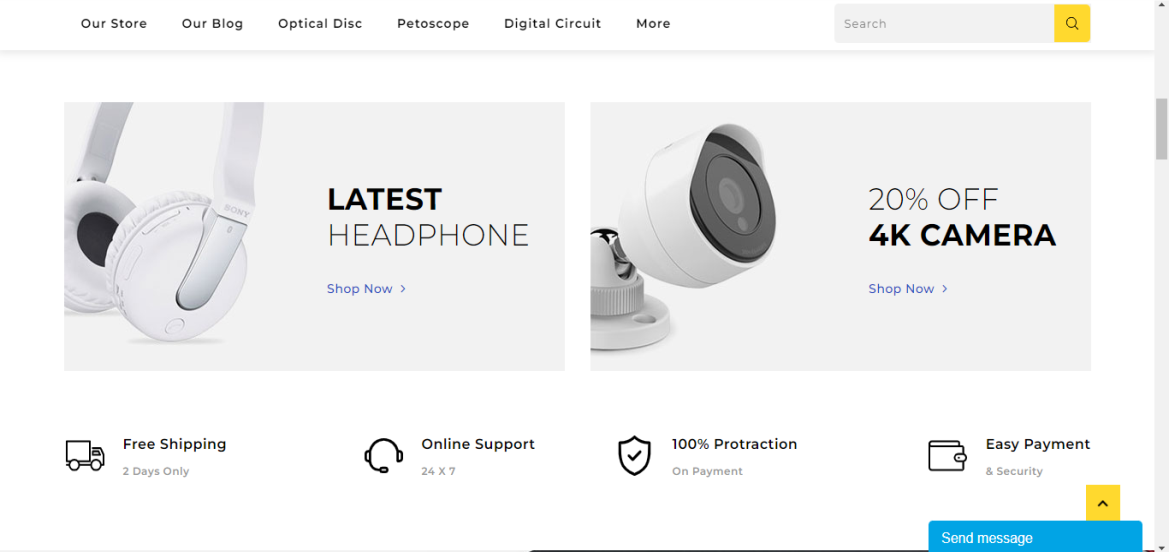 Our Store Our Blog Optical Disc Petoscope Digital Circuit More
Search
SONY
LATEST
HEADPHONE
Shop Now
20% OFF
4K CAMERA
Shop Now
Free Shipping
2 Days Only
Online Support
24 X 7
100% Protraction
On Payment
Easy Payment
& Security
Send message